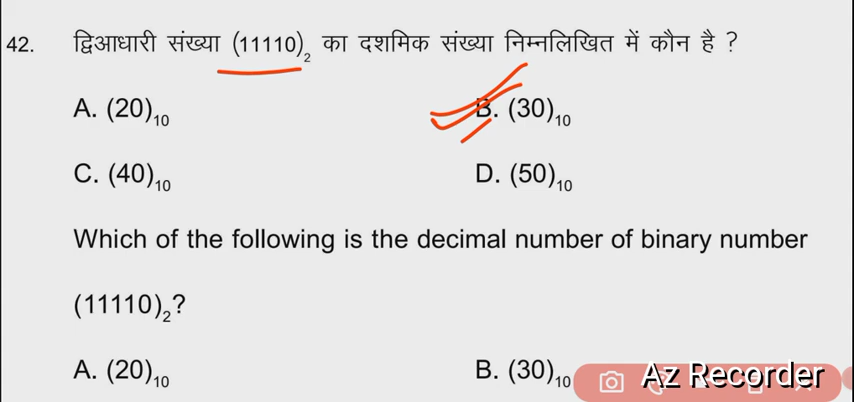 42. द्विआधारी संख्या (11110)₂ का दशमिक संख्या निम्नलिखित में कौन है ?
A. (20)₁₀ B. (30)₁₀
C. (40)₁₀ D. (50)₁₀
Which of the following is the decimal number of binary number
(11110)₂?
A. (20)₁₀ B. (30)₁₀
Az Recorder